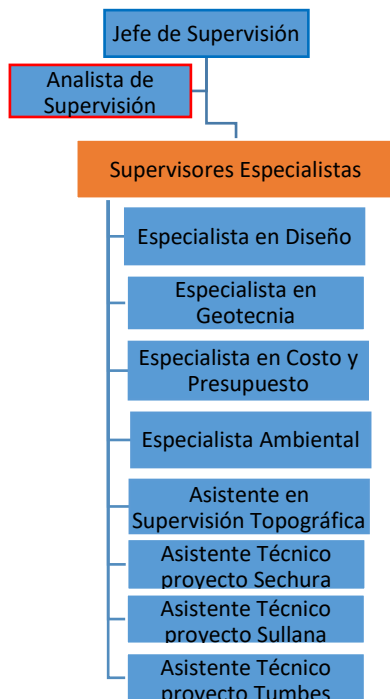 Jefe de Supervisión
Analista de
Supervisión
Supervisores Especialistas
Especialista en Diseño
Especialista en
Geotecnia
Especialista en Costo y
Presupuesto
Especialista Ambiental
Asistente en
Supervisión Topográfica
Asistente Técnico
proyecto Sechura
Asistente Técnico
proyecto Sullana
Asistente Técnico
proyecto Tumbes